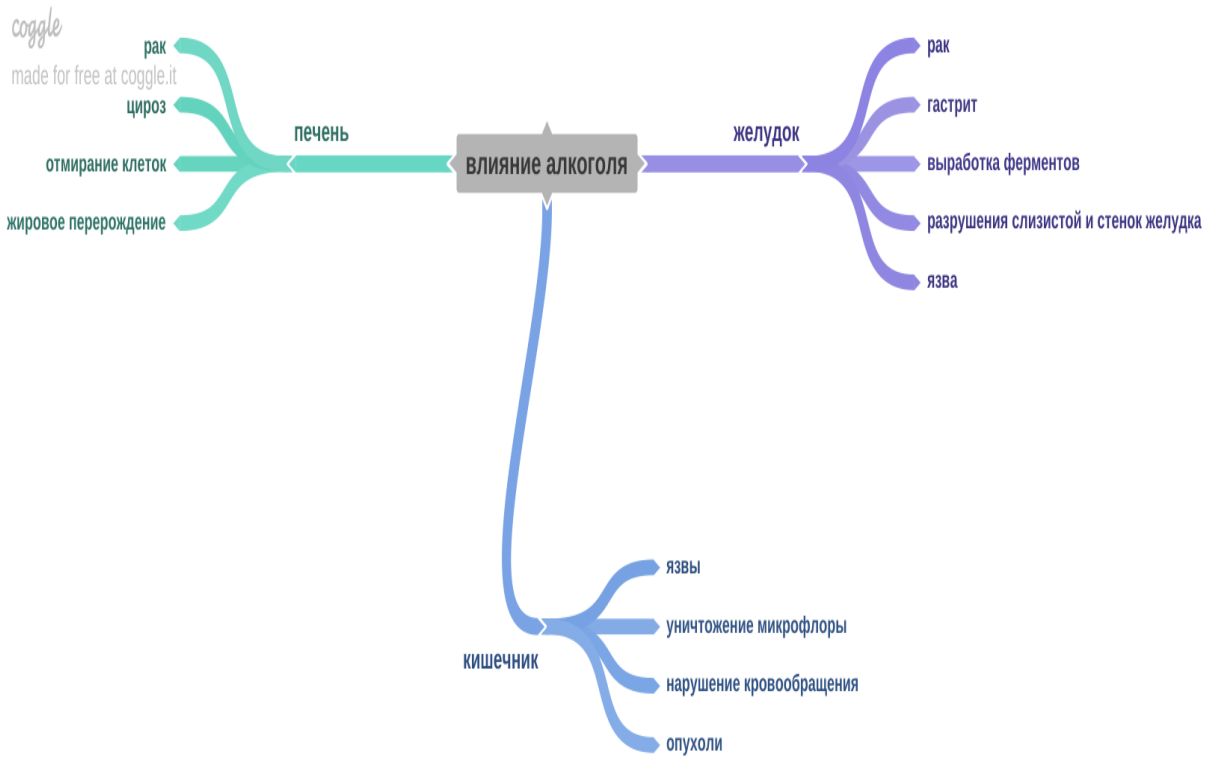 coggle
made for free at coggle.it
влияние алкоголя
печень
рак
цироз
отмирание клеток
жировое перерождение
желудок
рак
гастрит
выработка ферментов
разрушения слизистой и стенок желудка
язва
кишечник
язвы
уничтожение микрофлоры
нарушение кровообращения
опухоли